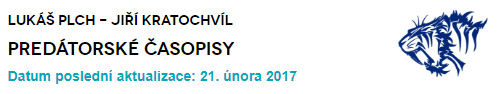 LUKÁŠ PLCH – JIŘÍ KRATOCHVÍL
PREDÁTORSKÉ ČASOPISY
Datum poslední aktualizace: 21. února 2017